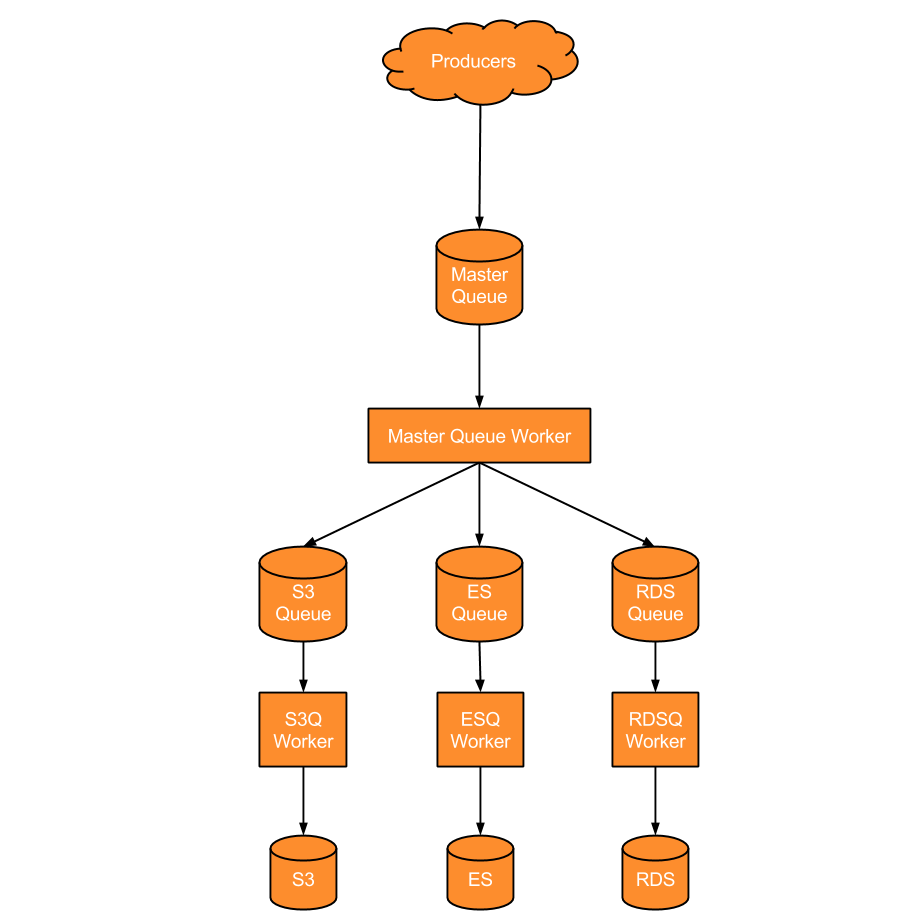 Producers
Master
Queue
Master Queue Worker
S3
Queue
ES
Queue
RDS
Queue
S3Q
Worker
ESQ
Worker
RDSQ
Worker
S3
ES
RDS